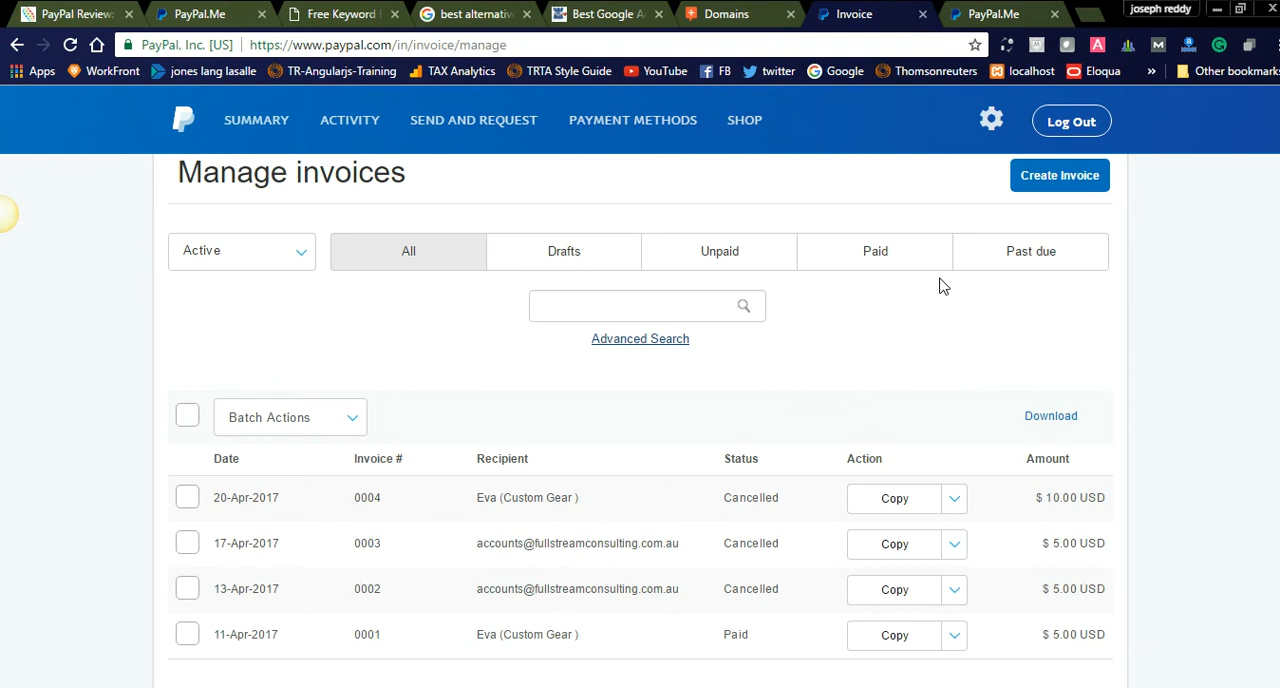 PayPal Review: PayPal.Me Free Keyword best alternativ Best Google A Domains Invoice PayPal.Me joseph reddy
PayPal, Inc. [US] https://www.paypal.com/in/invoice/manage
Apps WorkFront jones lang lasalle TR-Angularjs-Training TAX Analytics TRTA Style Guide YouTube FB twitter Google Thomsonreuters localhost Eloqua » Other bookmarks
SUMMARY ACTIVITY SEND AND REQUEST PAYMENT METHODS SHOP Log Out
Manage invoices Create Invoice
Active All Drafts Unpaid Paid Past due
Advanced Search
Batch Actions Download
Date Invoice # Recipient Status Action Amount
20-Apr-2017 0004 Eva (Custom Gear ) Cancelled Copy $ 10.00 USD
17-Apr-2017 0003 accounts@fullstreamconsulting.com.au Cancelled Copy $ 5.00 USD
13-Apr-2017 0002 accounts@fullstreamconsulting.com.au Cancelled Copy $ 5.00 USD
11-Apr-2017 0001 Eva (Custom Gear ) Paid Copy $ 5.00 USD